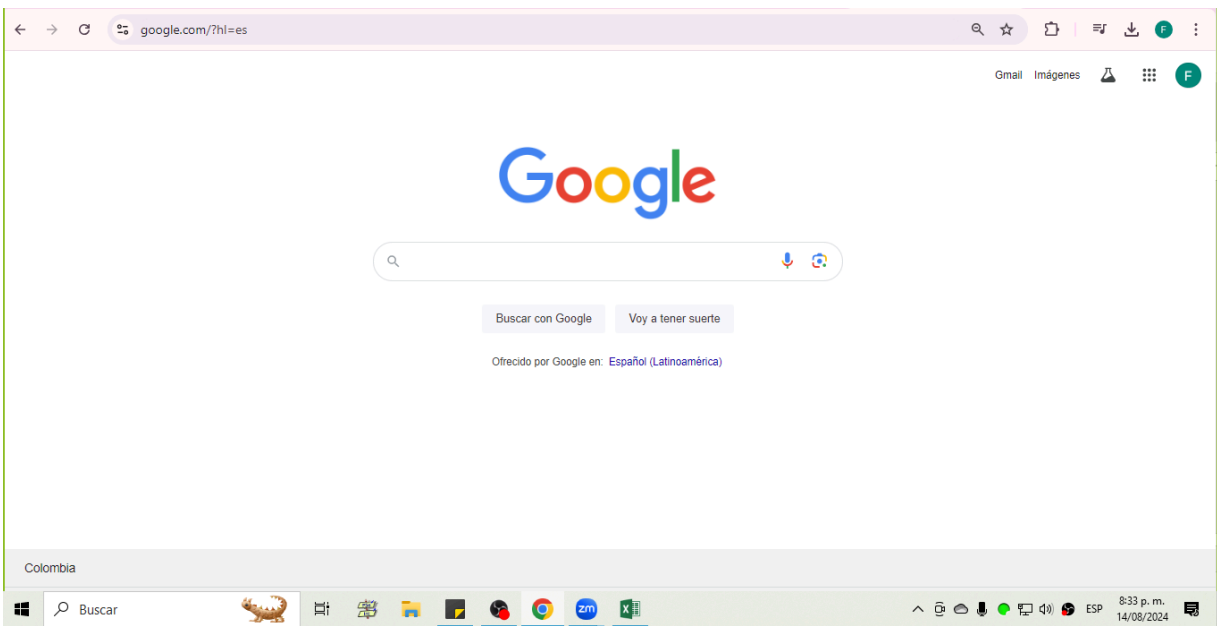 google.com/?hl=es
F
Gmail Imágenes
F
Google
Buscar con Google Voy a tener suerte
Ofrecido por Google en: Español (Latinoamérica)
Colombia
Buscar
zm
ESP
8:33 p. m.
14/08/2024